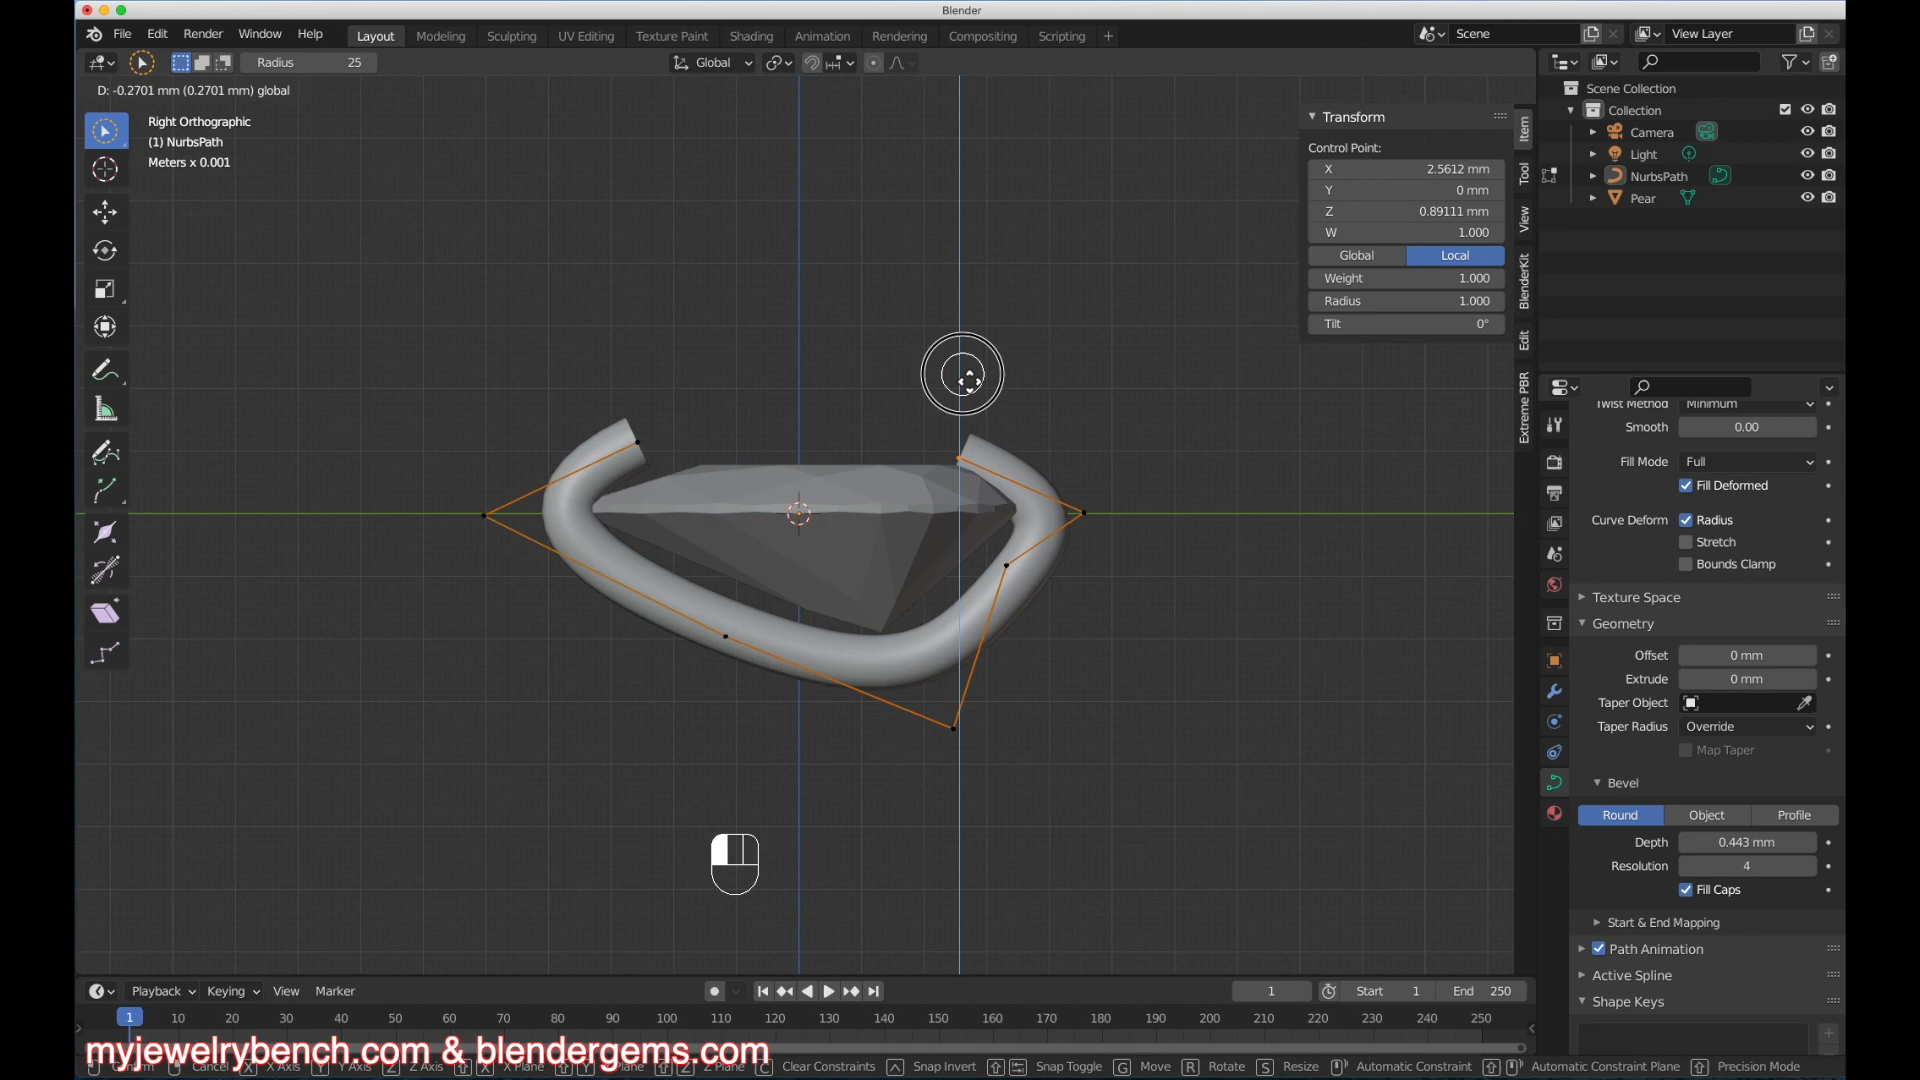 Blender
File Edit Render Window Help Layout Modeling Sculpting UV Editing Texture Paint Shading Animation Rendering Compositing Scripting + Scene View Layer
Radius 25 Global
D: -0.2701 mm (0.2701 mm) global
Right Orthographic
(1) NurbsPath
Meters x 0.001
Transform
Control Point:
X 2.5612 mm
Y 0 mm
Z 0.89111 mm
W 1.000
Global Local
Weight 1.000
Radius 1.000
Tilt 0°
Item
Tool
View
BlenderKit
Edit
Extreme PBR
Scene Collection
Collection
Camera
Light
NurbsPath
Pear
Twist Method Minimum
Smooth 0.00
Fill Mode Full
Fill Deformed
Curve Deform Radius
Stretch
Bounds Clamp
Texture Space
Geometry
Offset 0 mm
Extrude 0 mm
Taper Object
Taper Radius Override
Map Taper
Bevel
Round Object Profile
Depth 0.443 mm
Resolution 4
Fill Caps
Start & End Mapping
Path Animation
Active Spline
Shape Keys
Playback Keying View Marker 1 Start 1 End 250
1 10 20 30 40 50 60 70 80 90 100 110 120 130 140 150 160 170 180 190 200 210 220 230 240 250
myjewelrybench.com & blendergems.com
Clear Constraints Snap Invert Snap Toggle G Move R Rotate S Resize Automatic Constraint Automatic Constraint Plane Precision Mode